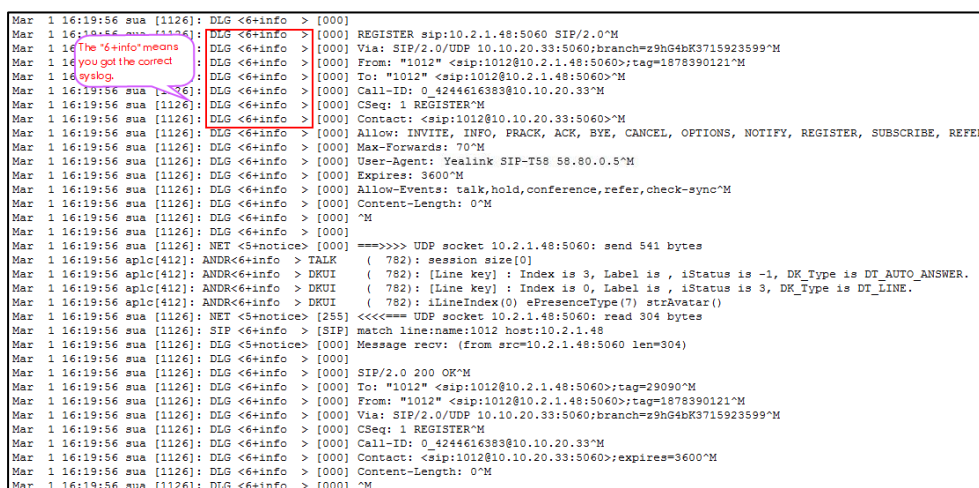 Mar  1 16:19:56 sua [1126]: DLG <6+info  > [000]
Mar  1 16:19:56 sua [1126]: DLG <6+info  > [000] REGISTER sip:10.2.1.48:5060 SIP/2.0^M
Mar  1 16: DLG <6+info  > [000] Via: SIP/2.0/UDP 10.10.20.33:5060;branch=z9hG4bK3715923599^M
Mar  1 16: DLG <6+info  > [000] From: "1012" <sip:1012@10.2.1.48:5060>;tag=1878390121^M
Mar  1 16: DLG <6+info  > [000] To: "1012" <sip:1012@10.2.1.48:5060>^M
Mar  1 16:19:56 sua [1126]: DLG <6+info  > [000] Call-ID: 0_4244616383@10.10.20.33^M
The "6+info" means
you got the correct
syslog.
Mar  1 16:19:56 sua [1126]: DLG <6+info  > [000] CSeq: 1 REGISTER^M
Mar  1 16:19:56 sua [1126]: DLG <6+info  > [000] Contact: <sip:1012@10.10.20.33:5060>^M
Mar  1 16:19:56 sua [1126]: DLG <6+info  > [000] Allow: INVITE, INFO, PRACK, ACK, BYE, CANCEL, OPTIONS, NOTIFY, REGISTER, SUBSCRIBE, REFE
Mar  1 16:19:56 sua [1126]: DLG <6+info  > [000] Max-Forwards: 70^M
Mar  1 16:19:56 sua [1126]: DLG <6+info  > [000] User-Agent: Yealink SIP-T58 58.80.0.5^M
Mar  1 16:19:56 sua [1126]: DLG <6+info  > [000] Expires: 3600^M
Mar  1 16:19:56 sua [1126]: DLG <6+info  > [000] Allow-Events: talk,hold,conference,refer,check-sync^M
Mar  1 16:19:56 sua [1126]: DLG <6+info  > [000] Content-Length: 0^M
Mar  1 16:19:56 sua [1126]: DLG <6+info  > [000] ^M
Mar  1 16:19:56 sua [1126]: NET <5+notice> [000] ===>>>> UDP socket 10.2.1.48:5060: send 541 bytes
Mar  1 16:19:56 aplc[412]: ANDR<6+info  > TALK    ( 782): session size[0]
Mar  1 16:19:56 aplc[412]: ANDR<6+info  > DKUI    ( 782): [Line key] : Index is 3, Label is , iStatus is -1, DK_Type is DT_AUTO_ANSWER.
Mar  1 16:19:56 aplc[412]: ANDR<6+info  > DKUI    ( 782): [Line key] : Index is 0, Label is , iStatus is 3, DK_Type is DT_LINE.
Mar  1 16:19:56 aplc[412]: ANDR<6+info  > DKUI    ( 782): iLineIndex(0) ePresenceType(7) strAvatar()
Mar  1 16:19:56 sua [1126]: NET <5+notice> [255] <<<<=== UDP socket 10.2.1.48:5060: read 304 bytes
Mar  1 16:19:56 sua [1126]: SIP <6+info  > [SIP] match line:name:1012 host:10.2.1.48
Mar  1 16:19:56 sua [1126]: DLG <5+notice> [000] Message recv: (from src=10.2.1.48:5060 len=304)
Mar  1 16:19:56 sua [1126]: DLG <6+info  > [000]
Mar  1 16:19:56 sua [1126]: DLG <6+info  > [000] SIP/2.0 200 OK^M
Mar  1 16:19:56 sua [1126]: DLG <6+info  > [000] To: "1012" <sip:1012@10.2.1.48:5060>;tag=29090^M
Mar  1 16:19:56 sua [1126]: DLG <6+info  > [000] From: "1012" <sip:1012@10.2.1.48:5060>;tag=1878390121^M
Mar  1 16:19:56 sua [1126]: DLG <6+info  > [000] Via: SIP/2.0/UDP 10.10.20.33:5060;branch=z9hG4bK3715923599^M
Mar  1 16:19:56 sua [1126]: DLG <6+info  > [000] CSeq: 1 REGISTER^M
Mar  1 16:19:56 sua [1126]: DLG <6+info  > [000] Call-ID: 0_4244616383@10.10.20.33^M
Mar  1 16:19:56 sua [1126]: DLG <6+info  > [000] Contact: <sip:1012@10.10.20.33:5060>;expires=3600^M
Mar  1 16:19:56 sua [1126]: DLG <6+info  > [000] Content-Length: 0^M
Mar  1 16:19:56 sua [1126]: DLG <6+info  > [000] ^M